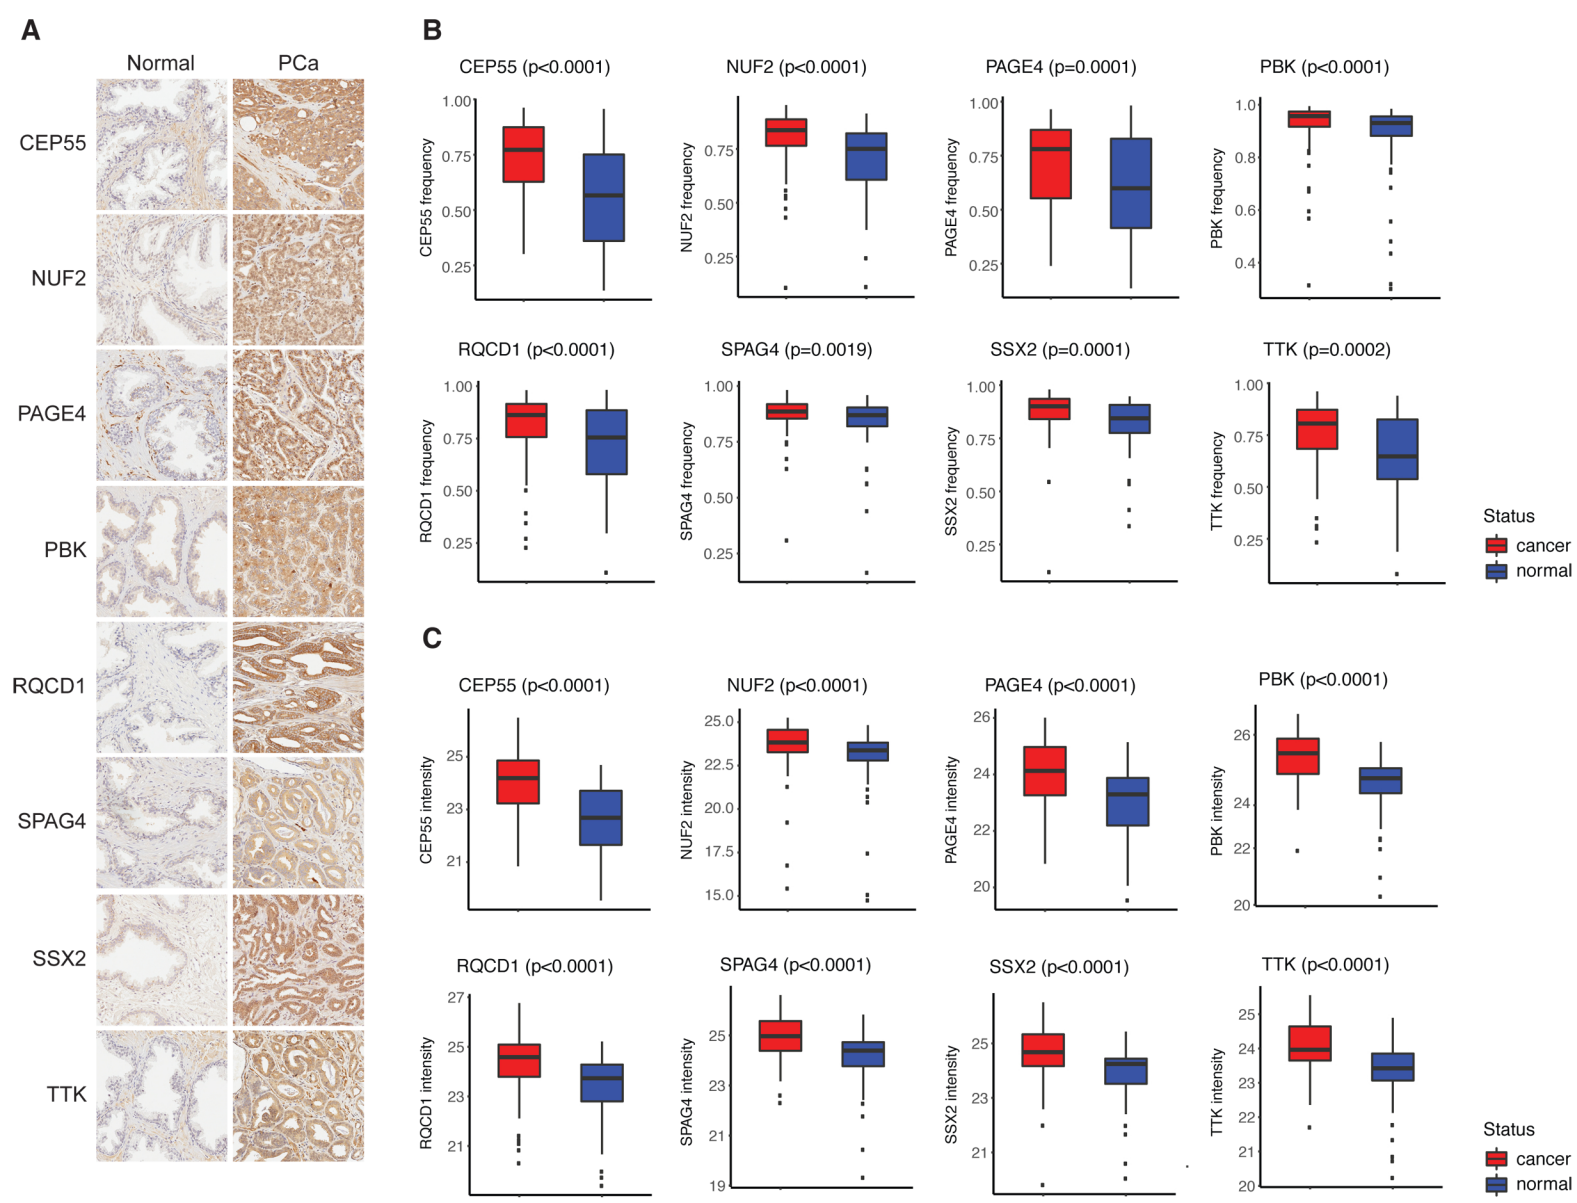 A
Normal PCa
CEP55
NUF2
PAGE4
PBK
RQCD1
SPAG4
SSX2
TTK
B
CEP55 (p<0.0001)
CEP55 frequency
1.00
0.75
0.50
0.25
NUF2 (p<0.0001)
NUF2 frequency
0.75
0.50
0.25
PAGE4 (p=0.0001)
PAGE4 frequency
1.00
0.75
0.50
0.25
PBK (p<0.0001)
PBK frequency
1.0
0.8
0.6
0.4
RQCD1 (p<0.0001)
RQCD1 frequency
1.00
0.75
0.50
0.25
SPAG4 (p=0.0019)
SPAG4 frequency
1.00
0.75
0.50
0.25
SSX2 (p=0.0001)
SSX2 frequency
1.00
0.75
0.50
0.25
TTK (p=0.0002)
TTK frequency
1.00
0.75
0.50
0.25
Status
cancer
normal
C
CEP55 (p<0.0001)
CEP55 intensity
25
23
21
NUF2 (p<0.0001)
NUF2 intensity
25.0
22.5
20.0
17.5
15.0
PAGE4 (p<0.0001)
PAGE4 intensity
26
24
22
20
PBK (p<0.0001)
PBK intensity
26
24
22
20
RQCD1 (p<0.0001)
RQCD1 intensity
27
25
23
21
SPAG4 (p<0.0001)
SPAG4 intensity
25
23
21
19
SSX2 (p<0.0001)
SSX2 intensity
25
23
21
TTK (p<0.0001)
TTK intensity
25
24
23
22
21
20
Status
cancer
normal